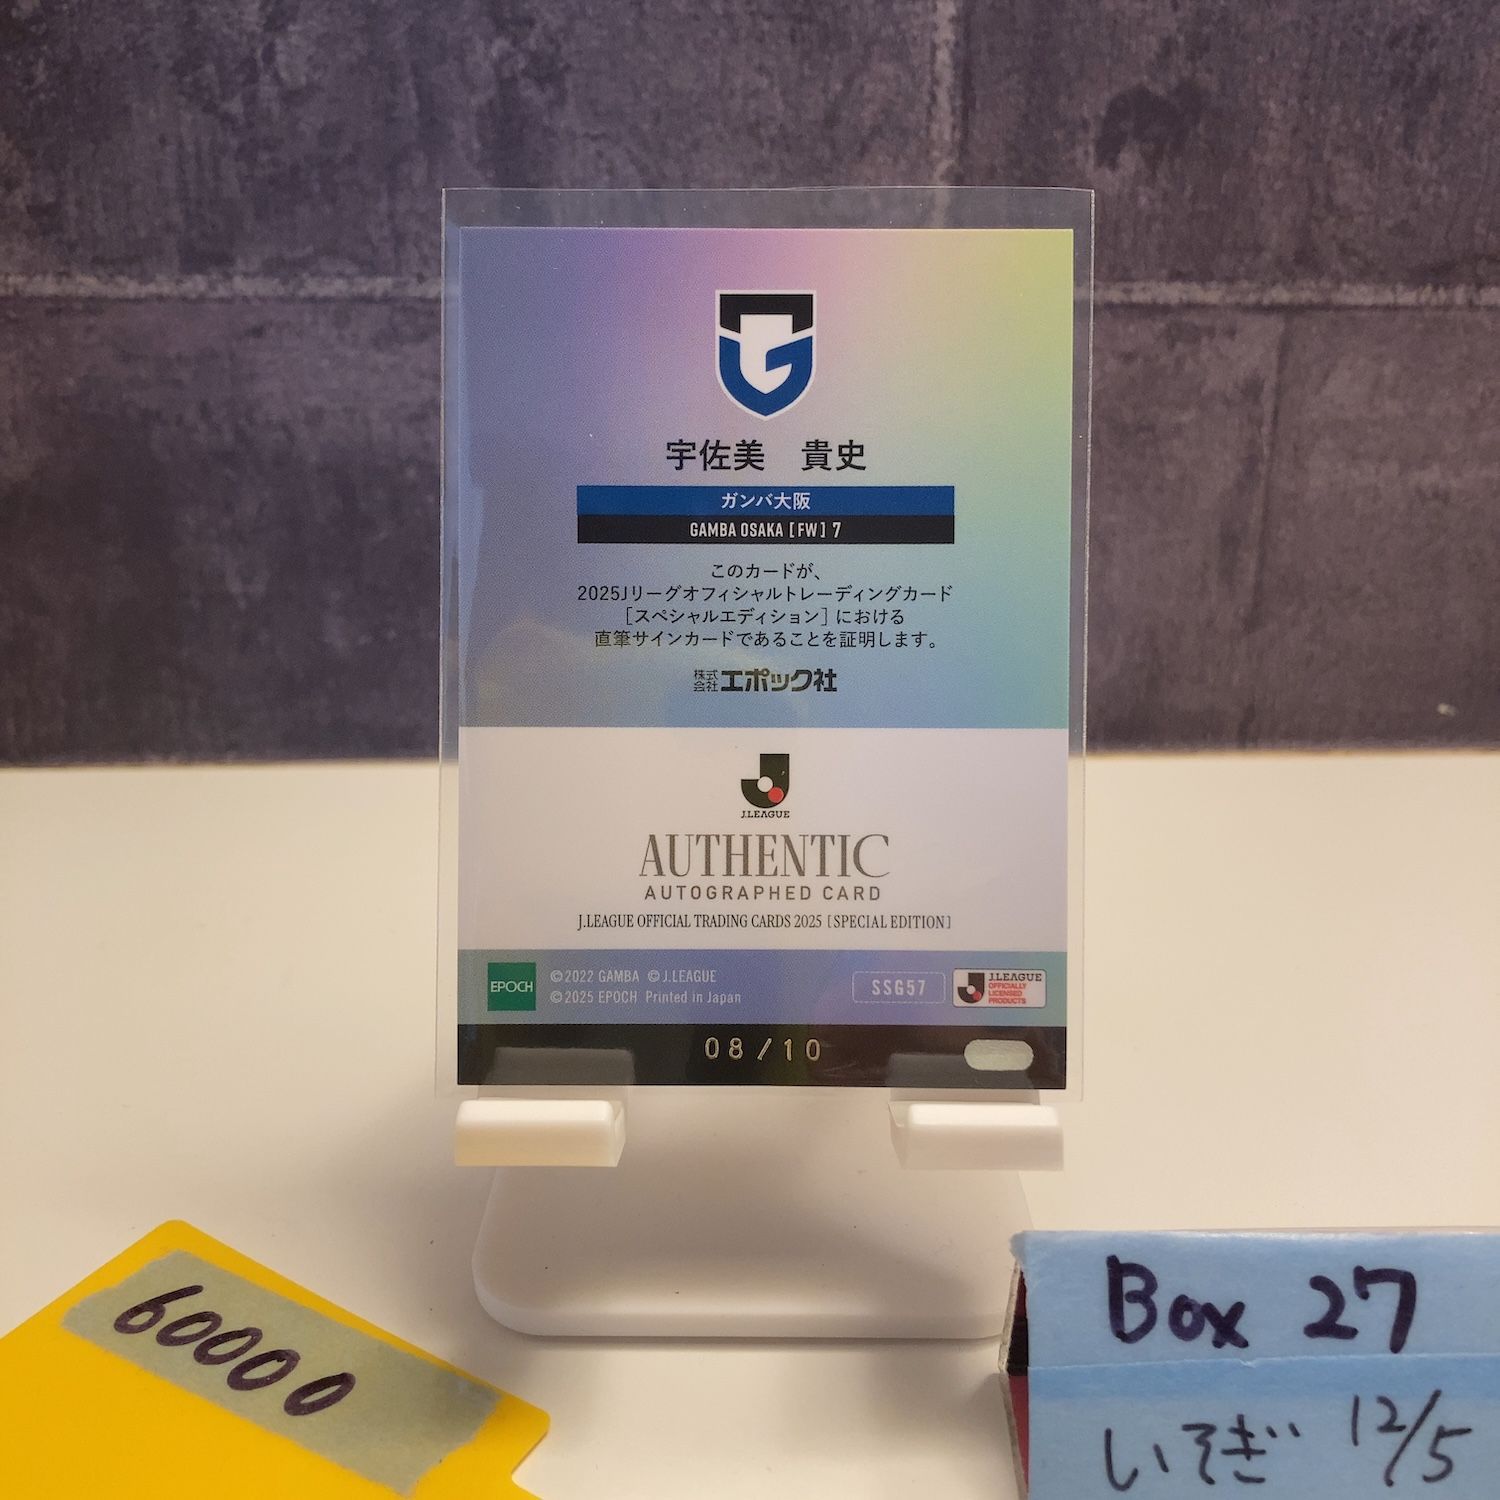 宇佐美 貴史
ガンバ大阪
GAMBA OSAKA [FW] 7
このカードが、
2025Jリーグオフィシャルトレーディングカード
[スペシャルエディション]における
直筆サインカードであることを証明します。
株式会社エポック社
J.LEAGUE
AUTHENTIC
AUTOGRAPHED CARD
J.LEAGUE OFFICIAL TRADING CARDS 2025 [SPECIAL EDITION]
EPOCH
©2022 GAMBA ©J.LEAGUE
©2025 EPOCH Printed in Japan
SSG57
J.LEAGUE
OFFICIALLY
LICENSED
PRODUCTS
08/10
60000
Box 27
いそぎ 12/5